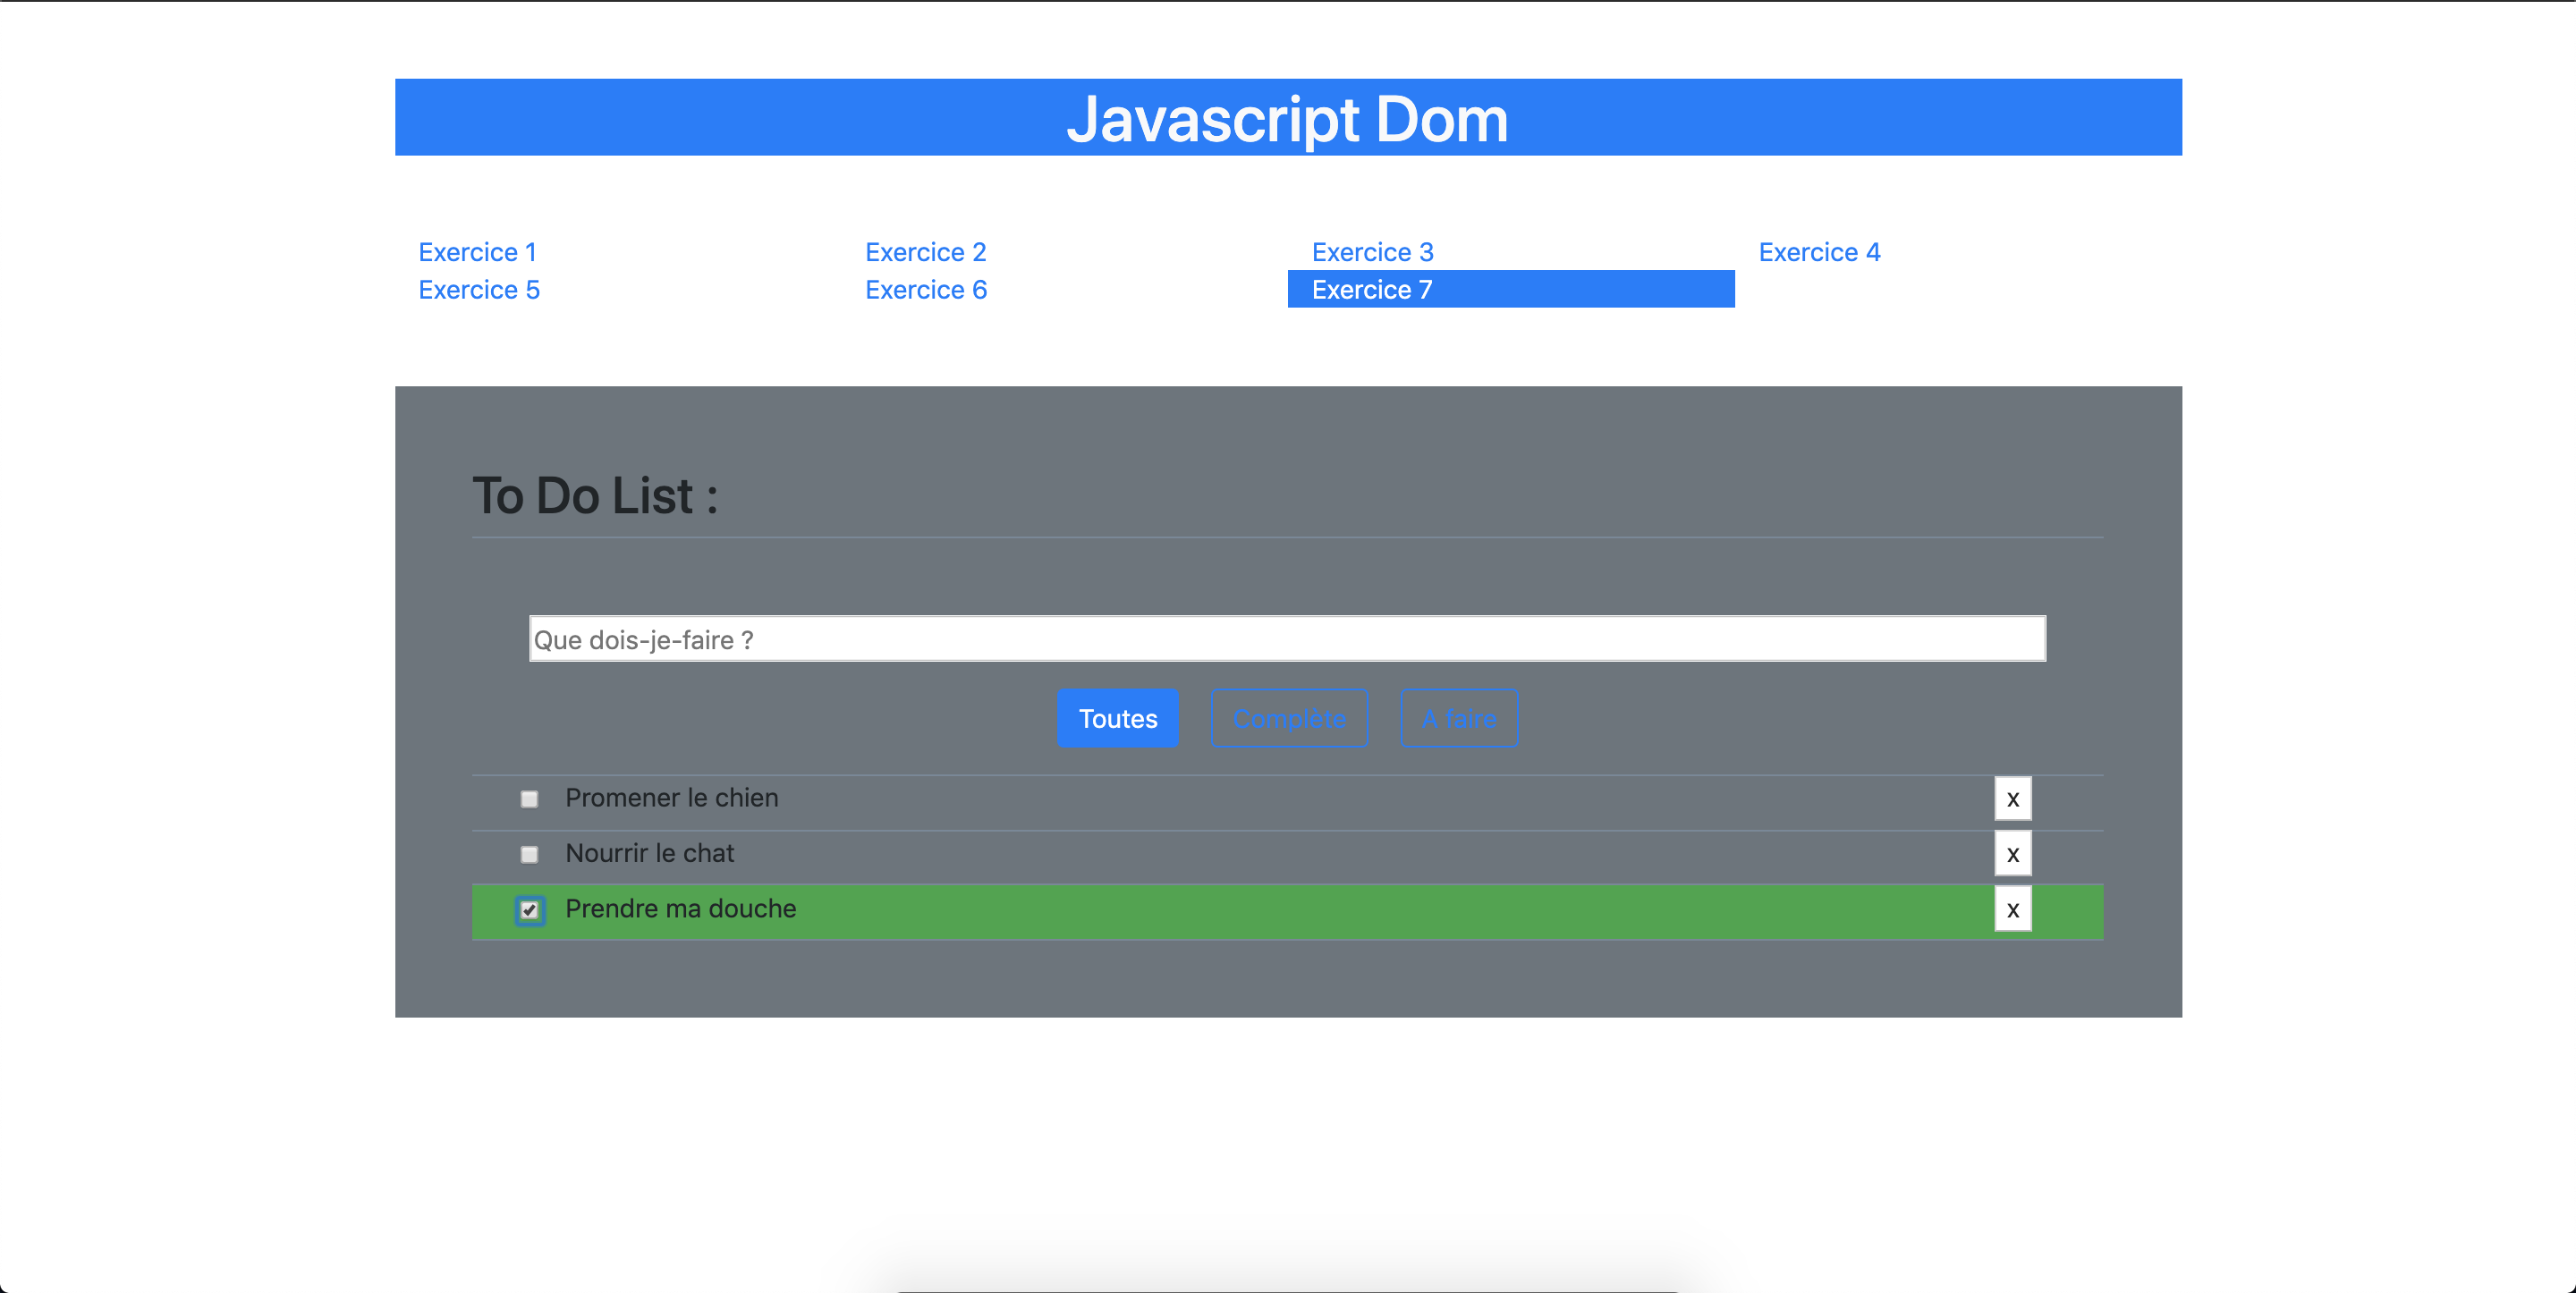 Javascript Dom
Exercice 1 Exercice 2 Exercice 3 Exercice 4
Exercice 5 Exercice 6 Exercice 7
To Do List :
Que dois-je-faire ?
Toutes Complète A faire
Promener le chien x
Nourrir le chat x
Prendre ma douche x